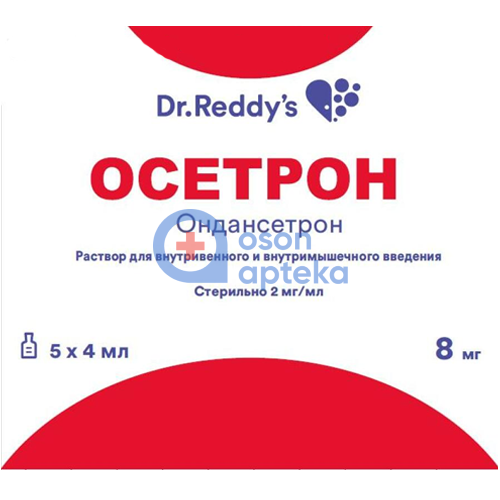 Dr.Reddy's
ОСЕТРОН
Ондансетрон
oson
apteka
Раствор для внутривенного и внутримышечного введения
Стерильно 2 мг/мл
5 x 4 мл
8 мг